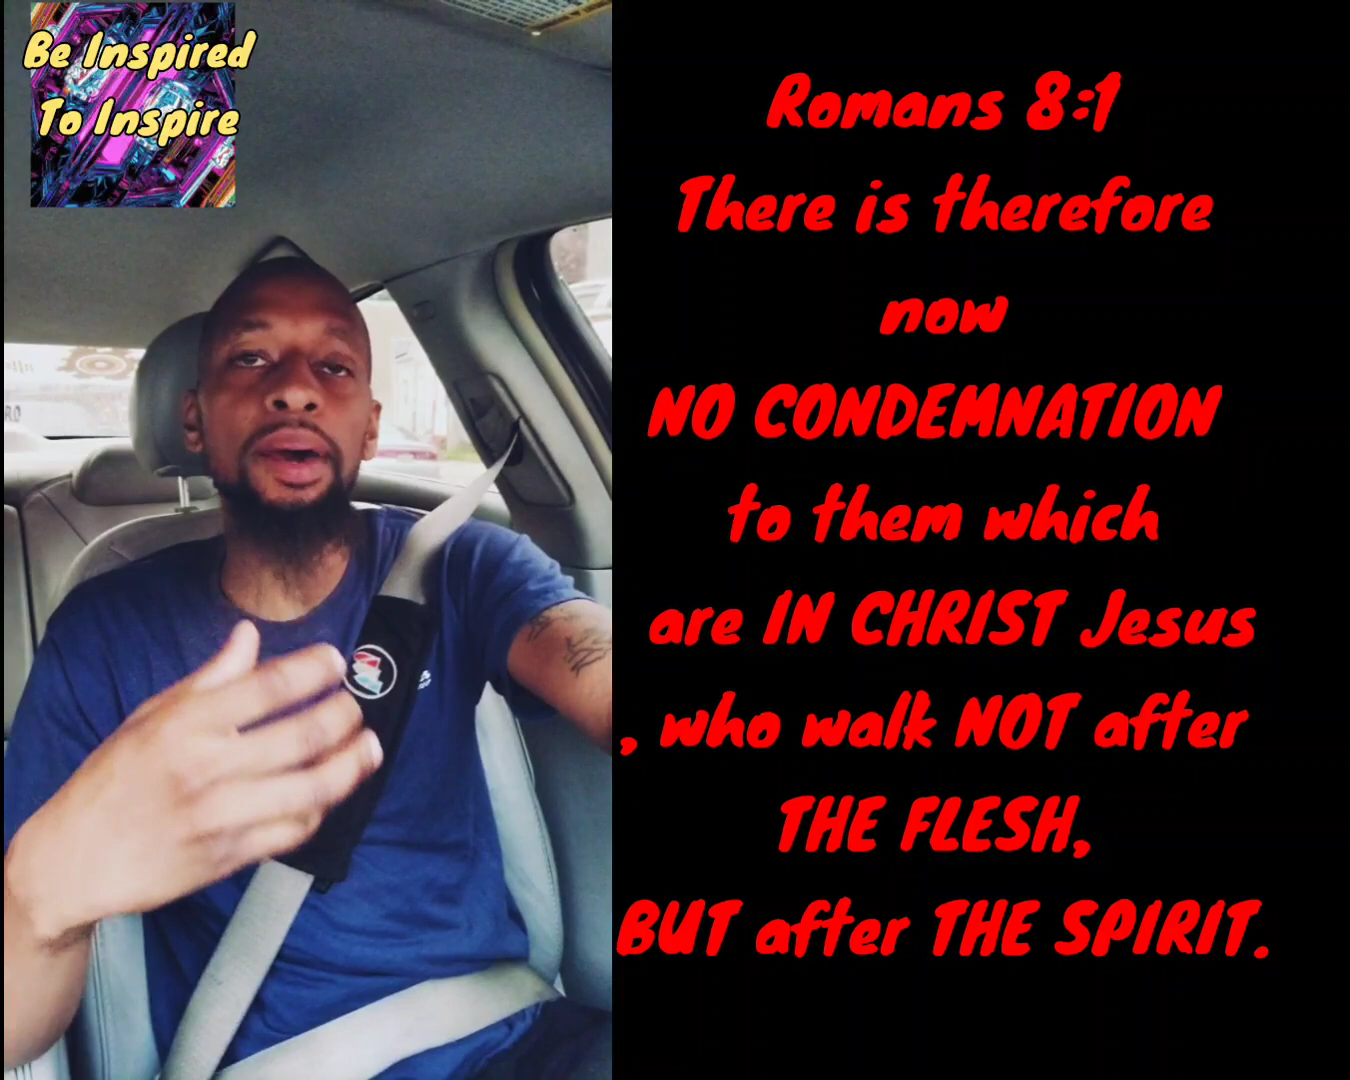 Be Inspired
To Inspire
Romans 8:1
There is therefore
now
NO CONDEMNATION
to them which
are IN CHRIST Jesus
, who walk NOT after
THE FLESH,
BUT after THE SPIRIT.